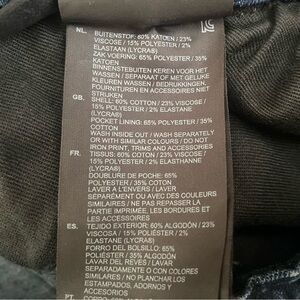 NL. BUITENSTOF: 60% KATOEN / 23%
VISCOSE / 15% POLYESTER / 2%
ELASTAAN (LYCRA®)
ZAK VOERING: 65% POLYESTER / 35%
KATOEN
BINNENSTEBUITEN KEREN VOOR HET
WASSEN / SEPARAAT OF MET GELIJKE
KLEUREN WASSEN / BEDRUKKINGEN,
FOURNITUREN EN ACCESSOIRES NIET
STRIJKEN
GB. SHELL: 60% COTTON / 23% VISCOSE /
15% POLYESTER / 2% ELASTANE
(LYCRA®)
POCKET LINING: 65% POLYESTER / 35%
COTTON
WASH INSIDE OUT / WASH SEPARATELY
OR WITH SIMILAR COLOURS / DO NOT
IRON PRINT, TRIMS AND ACCESSORIES
FR. TISSUS: 60% COTON / 23% VISCOSE /
15% POLYESTER / 2% ELASTHANNE
(LYCRA®)
DOUBLURE DE POCHE: 65%
POLYESTER / 35% COTON
LAVER A L'ENVERS / LAVER
SÉPARÉMENT OU AVEC DES COULEURS
SIMILAIRES / NE PAS REPASSER LA
PARTIE IMPRIMÉE, LES BORDURES ET
LES ACCESSOIRES
ES. TEJIDO EXTERIOR: 60% ALGODÓN / 23%
VISCOSA / 15% POLIÉSTER / 2%
ELASTANE (LYCRA®)
FORRO DEL BOLSILLO: 65%
POLIÉSTER / 35% ALGODÓN
LAVAR DEL REVÉS / LAVAR
SEPARADAMENTE O CON COLORES
SIMILARES / NO PLANCHAR LOS
ESTAMPADOS, ADORNOS Y
ACCESORIOS
PT.